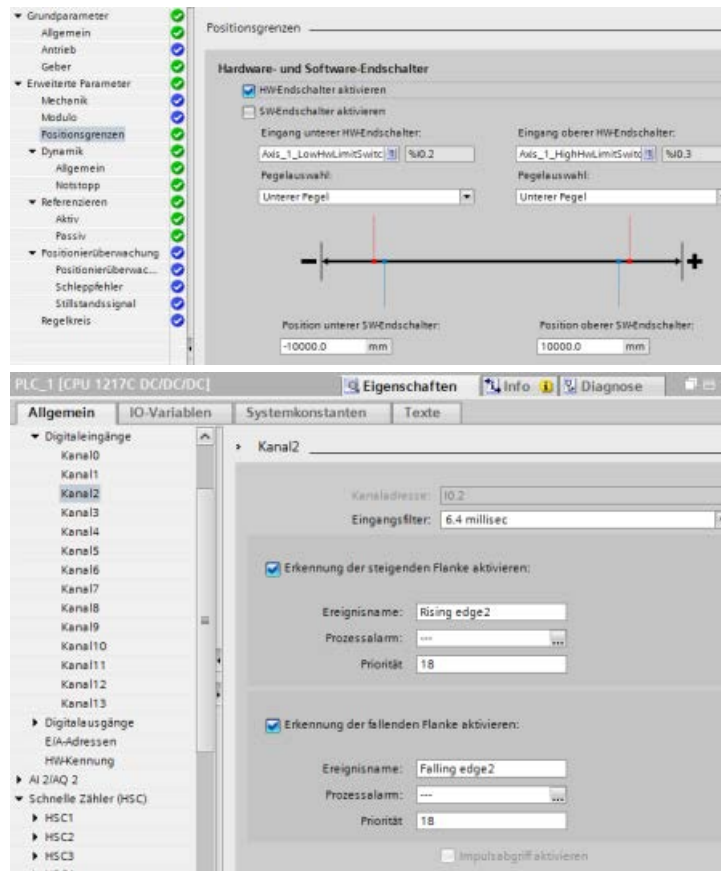 Grundparameter
Allgemein
Antrieb
Geber
Erweiterte Parameter
Mechanik
Modulo
Positionsgrenzen
Dynamik
Allgemein
Notstopp
Referenzieren
Aktiv
Passiv
Positionierüberwachung
Positionierüberwac...
Schleppfehler
Stillstandssignal
Regelkreis
Positionsgrenzen
Hardware- und Software-Endschalter
HW-Endschalter aktivieren
SW-Endschalter aktivieren
Eingang unterer HW-Endschalter: Eingang oberer HW-Endschalter:
Axis_1_LowHwLimitSwitc %I0.2 Axis_1_HighHwLimitSwitc %I0.3
Pegelauswahl: Pegelauswahl:
Unterer Pegel Unterer Pegel
Position unterer SW-Endschalter: Position oberer SW-Endschalter:
-10000.0 mm 10000.0 mm
PLC_1 [CPU 1217C DC/DC/DC] Eigenschaften Info Diagnose
Allgemein IO-Variablen Systemkonstanten Texte
Digitaleingänge
Kanal0
Kanal1
Kanal2
Kanal3
Kanal4
Kanal5
Kanal6
Kanal7
Kanal8
Kanal9
Kanal10
Kanal11
Kanal12
Kanal13
Digitalausgänge
E/A-Adressen
HW-Kennung
AI 2/AQ 2
Schnelle Zähler (HSC)
HSC1
HSC2
HSC3
Kanal2
Kanaladresse: I0.2
Eingangsfilter: 6.4 millisec
Erkennung der steigenden Flanke aktivieren:
Ereignisname: Rising edge2
Prozessalarm: --- ...
Priorität 18
Erkennung der fallenden Flanke aktivieren:
Ereignisname: Falling edge2
Prozessalarm: --- ...
Priorität 18
Impulsabgriff aktivieren